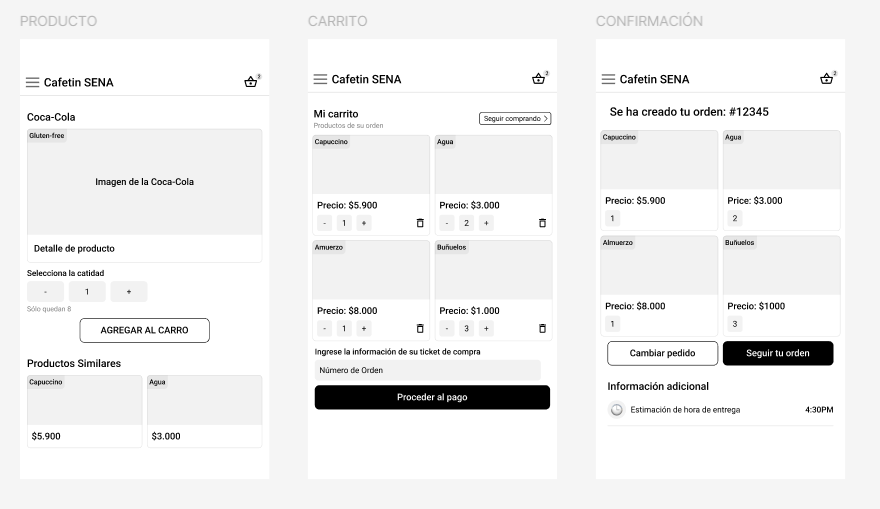 PRODUCTO
Cafetin SENA
2
Coca-Cola
Gluten-free
Imagen de la Coca-Cola
Detalle de producto
Selecciona la catidad
- 1 +
Sólo quedan 8
AGREGAR AL CARRO
Productos Similares
Capuccino Agua
$5.900 $3.000
CARRITO
Cafetin SENA
2
Mi carrito
Seguir comprando >
Productos de su orden
Capuccino Agua
Precio: $5.900 Precio: $3.000
- 1 + - 2 +
Amuerzo Buñuelos
Precio: $8.000 Precio: $1.000
- 1 + - 3 +
Ingrese la información de su ticket de compra
Número de Orden
Proceder al pago
CONFIRMACIÓN
Cafetin SENA
2
Se ha creado tu orden: #12345
Capuccino Agua
Precio: $5.900 Price: $3.000
1 2
Almuerzo Buñuelos
Precio: $8.000 Precio: $1000
1 3
Cambiar pedido Seguir tu orden
Información adicional
Estimación de hora de entrega 4:30PM